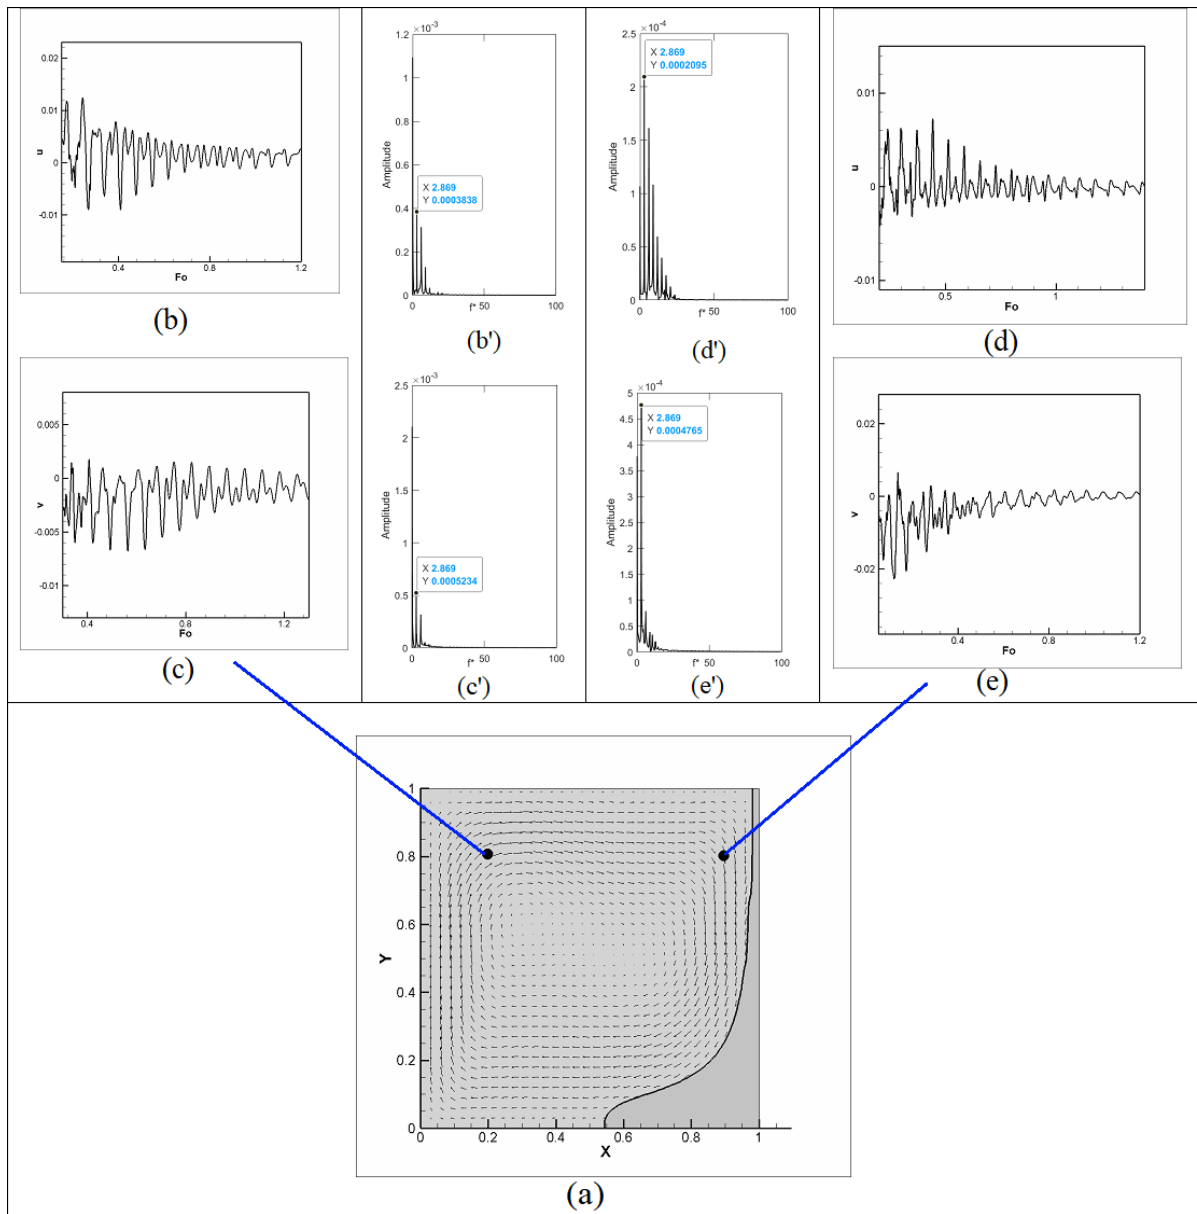 0.02
0.01
0
-0.01
u
0.4
0.8
1.2
Fo
(b)
×10⁻³
1.2
1
0.8
0.6
0.4
0.2
0
Amplitude
X 2.869
Y 0.0003838
0
50
100
f*
(b')
×10⁻⁴
2.5
2
1.5
1
0.5
0
Amplitude
X 2.869
Y 0.0002095
0
50
100
f*
(d')
0.01
0
-0.01
u
0.5
1
Fo
(d)
0.005
0
-0.005
-0.01
v
0.4
0.8
1.2
Fo
(c)
×10⁻³
2.5
2
1.5
1
0.5
0
Amplitude
X 2.869
Y 0.0005234
0
50
100
f*
(c')
×10⁻⁴
5
4.5
4
3.5
3
2.5
2
1.5
1
0.5
0
Amplitude
X 2.869
Y 0.0004765
0
50
100
f*
(e')
0.02
0
-0.02
v
0.4
0.8
1.2
Fo
(e)
1
0.8
0.6
0.4
0.2
0
Y
0
0.2
0.4
0.6
0.8
1
X
(a)